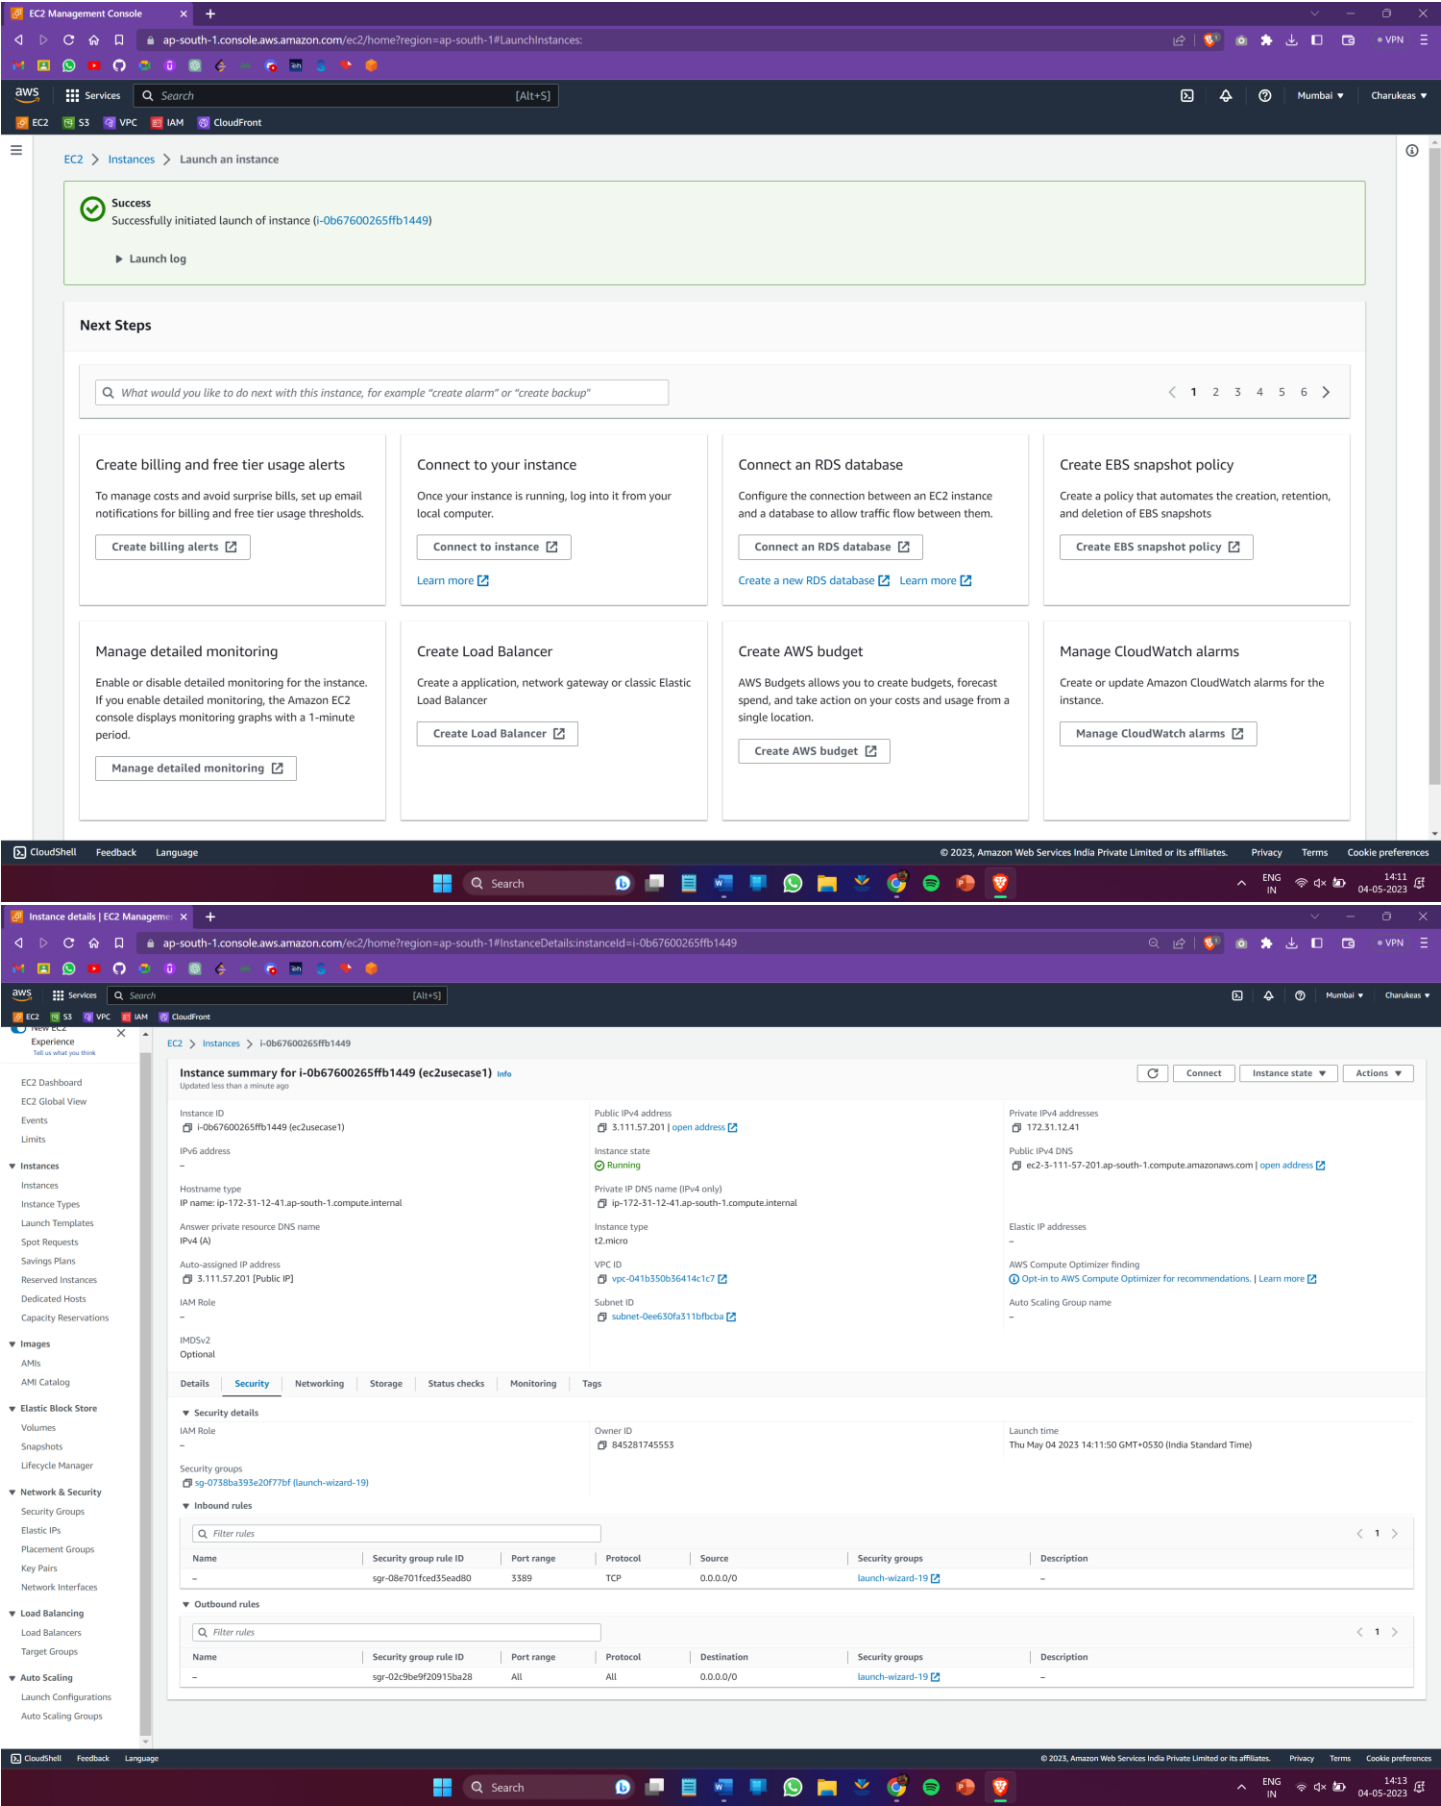 EC2 Management Console
ap-south-1.console.aws.amazon.com/ec2/home?region=ap-south-1#LaunchInstances:
VPN
aws Services Search [Alt+S] Mumbai Charukeas
EC2 S3 VPC IAM CloudFront
EC2 > Instances > Launch an instance
Success
Successfully initiated launch of instance (i-0b67600265ffb1449)
Launch log
Next Steps
What would you like to do next with this instance, for example "create alarm" or "create backup"
1 2 3 4 5 6
Create billing and free tier usage alerts
To manage costs and avoid surprise bills, set up email
notifications for billing and free tier usage thresholds.
Create billing alerts
Connect to your instance
Once your instance is running, log into it from your
local computer.
Connect to instance
Learn more
Connect an RDS database
Configure the connection between an EC2 instance
and a database to allow traffic flow between them.
Connect an RDS database
Create a new RDS database Learn more
Create EBS snapshot policy
Create a policy that automates the creation, retention,
and deletion of EBS snapshots
Create EBS snapshot policy
Manage detailed monitoring
Enable or disable detailed monitoring for the instance.
If you enable detailed monitoring, the Amazon EC2
console displays monitoring graphs with a 1-minute
period.
Manage detailed monitoring
Create Load Balancer
Create a application, network gateway or classic Elastic
Load Balancer
Create Load Balancer
Create AWS budget
AWS Budgets allows you to create budgets, forecast
spend, and take action on your costs and usage from a
single location.
Create AWS budget
Manage CloudWatch alarms
Create or update Amazon CloudWatch alarms for the
instance.
Manage CloudWatch alarms
CloudShell Feedback Language © 2023, Amazon Web Services India Private Limited or its affiliates. Privacy Terms Cookie preferences
Search
ENG
IN
14:11
04-05-2023
Instance details | EC2 Manageme
ap-south-1.console.aws.amazon.com/ec2/home?region=ap-south-1#InstanceDetails:instanceId=i-0b67600265ffb1449
VPN
aws Services Search [Alt+S] Mumbai Charukeas
EC2 S3 VPC IAM CloudFront
New EC2
Experience
Tell us what you think
EC2 Dashboard
EC2 Global View
Events
Limits
Instances
Instances
Instance Types
Launch Templates
Spot Requests
Savings Plans
Reserved Instances
Dedicated Hosts
Capacity Reservations
Images
AMIs
AMI Catalog
Elastic Block Store
Volumes
Snapshots
Lifecycle Manager
Network & Security
Security Groups
Elastic IPs
Placement Groups
Key Pairs
Network Interfaces
Load Balancing
Load Balancers
Target Groups
Auto Scaling
Launch Configurations
Auto Scaling Groups
EC2 > Instances > i-0b67600265ffb1449
Instance summary for i-0b67600265ffb1449 (ec2usecase1) Info
Updated less than a minute ago
Connect Instance state Actions
Instance ID
i-0b67600265ffb1449 (ec2usecase1)
Public IPv4 address
3.111.57.201 | open address
Private IPv4 addresses
172.31.12.41
IPv6 address
–
Instance state
Running
Public IPv4 DNS
ec2-3-111-57-201.ap-south-1.compute.amazonaws.com | open address
Hostname type
IP name: ip-172-31-12-41.ap-south-1.compute.internal
Private IP DNS name (IPv4 only)
ip-172-31-12-41.ap-south-1.compute.internal
Answer private resource DNS name
IPv4 (A)
Instance type
t2.micro
Elastic IP addresses
–
Auto-assigned IP address
3.111.57.201 [Public IP]
VPC ID
vpc-041b350b36414c1c7
AWS Compute Optimizer finding
Opt-in to AWS Compute Optimizer for recommendations. | Learn more
IAM Role
–
Subnet ID
subnet-0ee630fa311bfbcba
Auto Scaling Group name
–
IMDSv2
Optional
Details Security Networking Storage Status checks Monitoring Tags
Security details
IAM Role
–
Owner ID
845281745553
Launch time
Thu May 04 2023 14:11:50 GMT+0530 (India Standard Time)
Security groups
sg-0738ba393e20f77bf (launch-wizard-19)
Inbound rules
Filter rules
1
Name Security group rule ID Port range Protocol Source Security groups Description
– sgr-08e701fced35ead80 3389 TCP 0.0.0.0/0 launch-wizard-19 –
Outbound rules
Filter rules
1
Name Security group rule ID Port range Protocol Destination Security groups Description
– sgr-02c9be9f20915ba28 All All 0.0.0.0/0 launch-wizard-19 –
CloudShell Feedback Language © 2023, Amazon Web Services India Private Limited or its affiliates. Privacy Terms Cookie preferences
Search
ENG
IN
14:13
04-05-2023